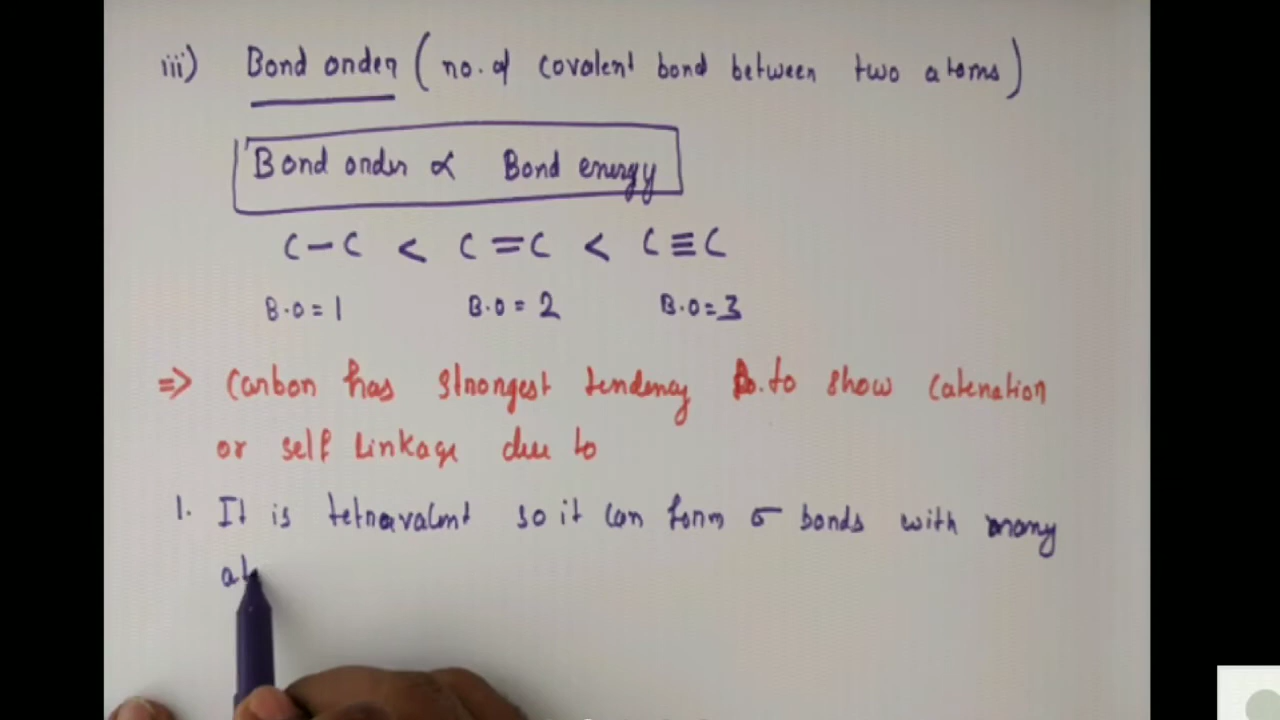 iii) Bond order (no. of covalent bond between two atoms)
Bond order ∝ Bond energy
C—C < C=C < C≡C
B.O=1 B.O=2 B.O=3
=> Carbon has strongest tendency to show catenation
or self linkage due to
1. It is tetravalent so it can form σ bonds with many